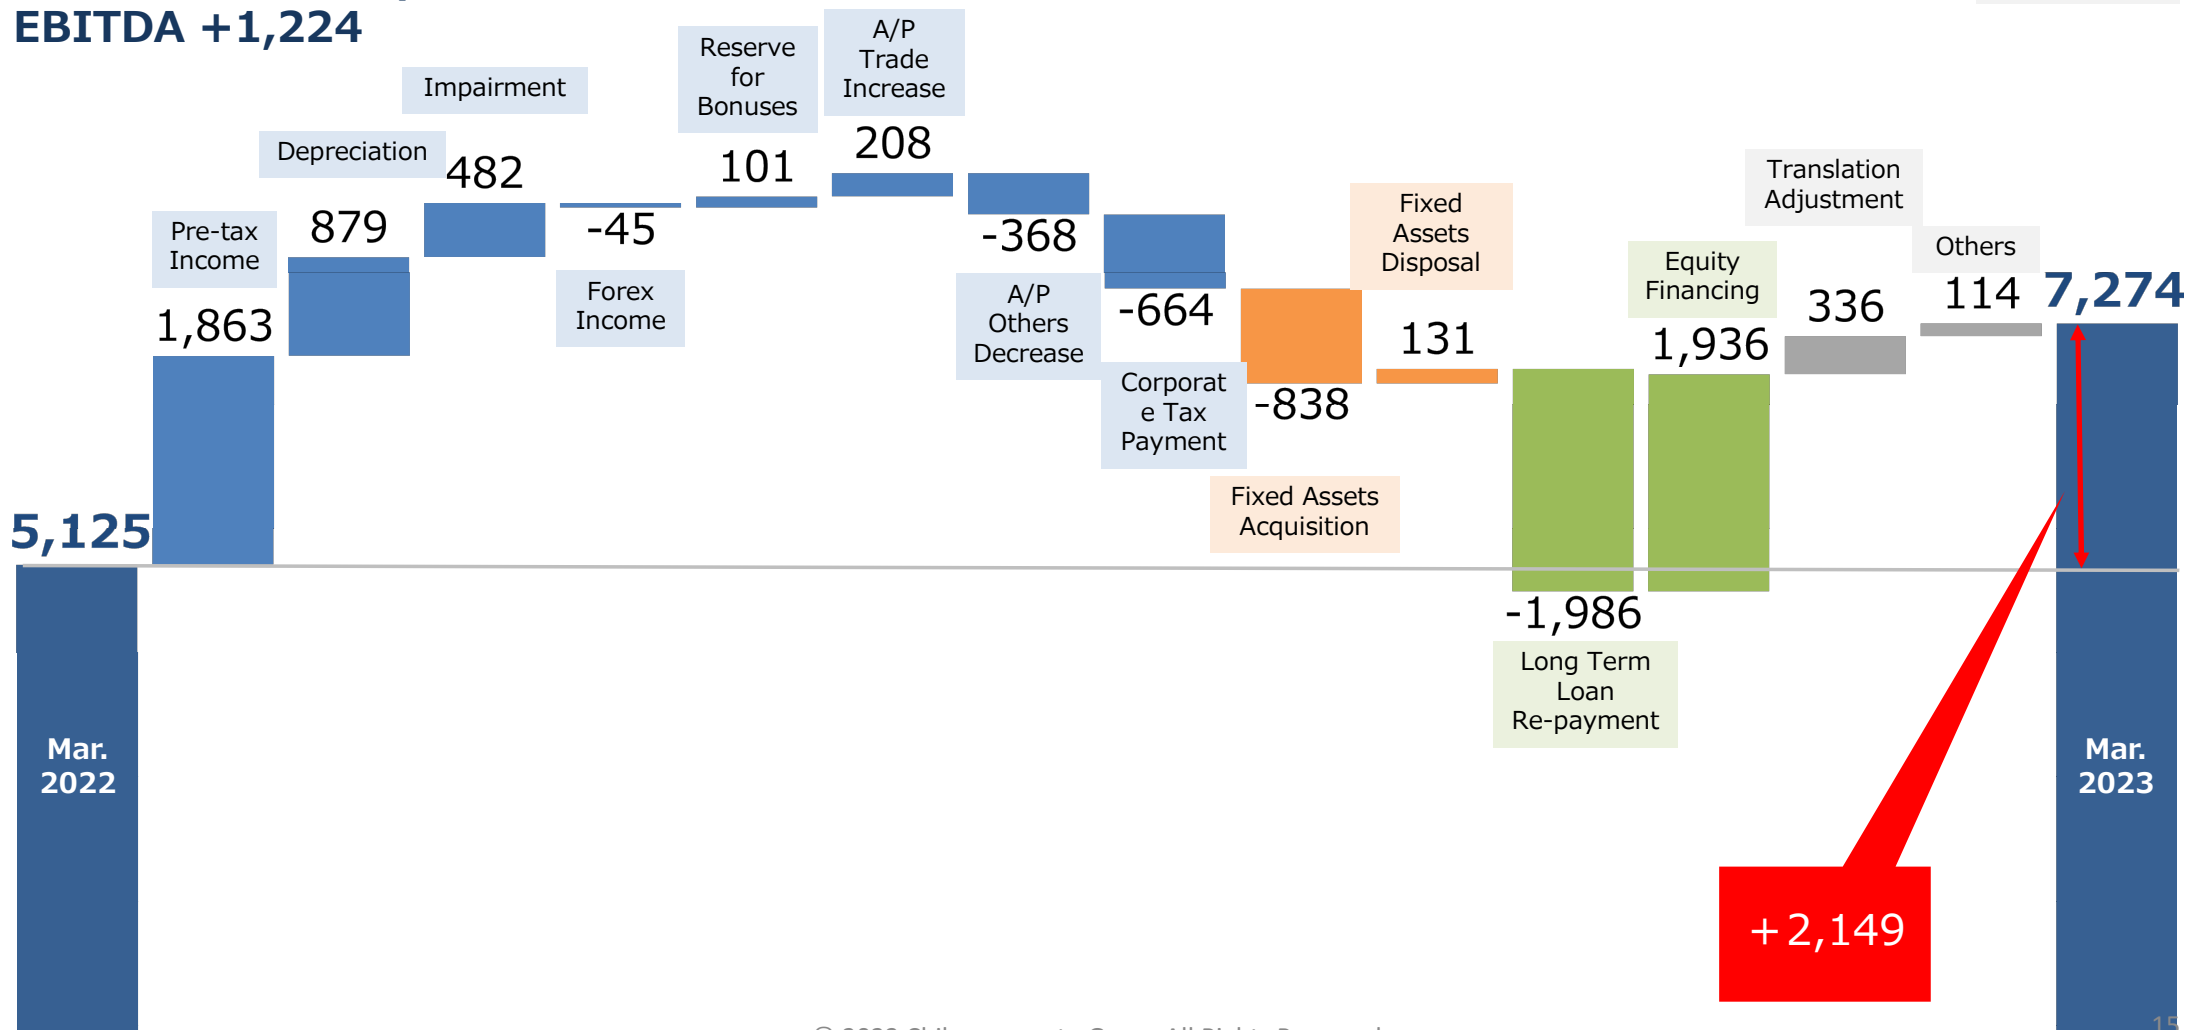 EBITDA +1,224
Impairment
Reserve
for
Bonuses
A/P
Trade
Increase
Depreciation
482
101
208
Pre-tax
Income
879
-45
-368
Fixed
Assets
Disposal
Translation
Adjustment
Others
1,863
Forex
Income
A/P
Others
Decrease
-664
131
Equity
Financing
336
114
7,274
1,936
Corporat
e Tax
Payment
-838
Fixed Assets
Acquisition
5,125
-1,986
Long Term
Loan
Re-payment
Mar.
2022
Mar.
2023
+2,149
15